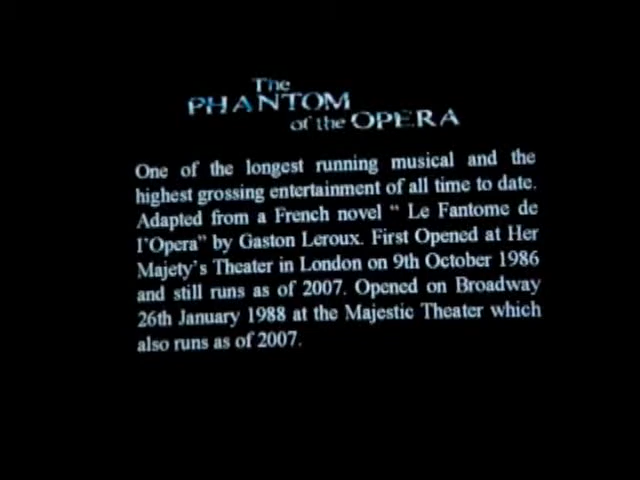 The
PHANTOM
of the OPERA
One of the longest running musical and the
highest grossing entertainment of all time to date.
Adapted from a French novel “ Le Fantome de
l’Opera” by Gaston Leroux. First Opened at Her
Majety’s Theater in London on 9th October 1986
and still runs as of 2007. Opened on Broadway
26th January 1988 at the Majestic Theater which
also runs as of 2007.